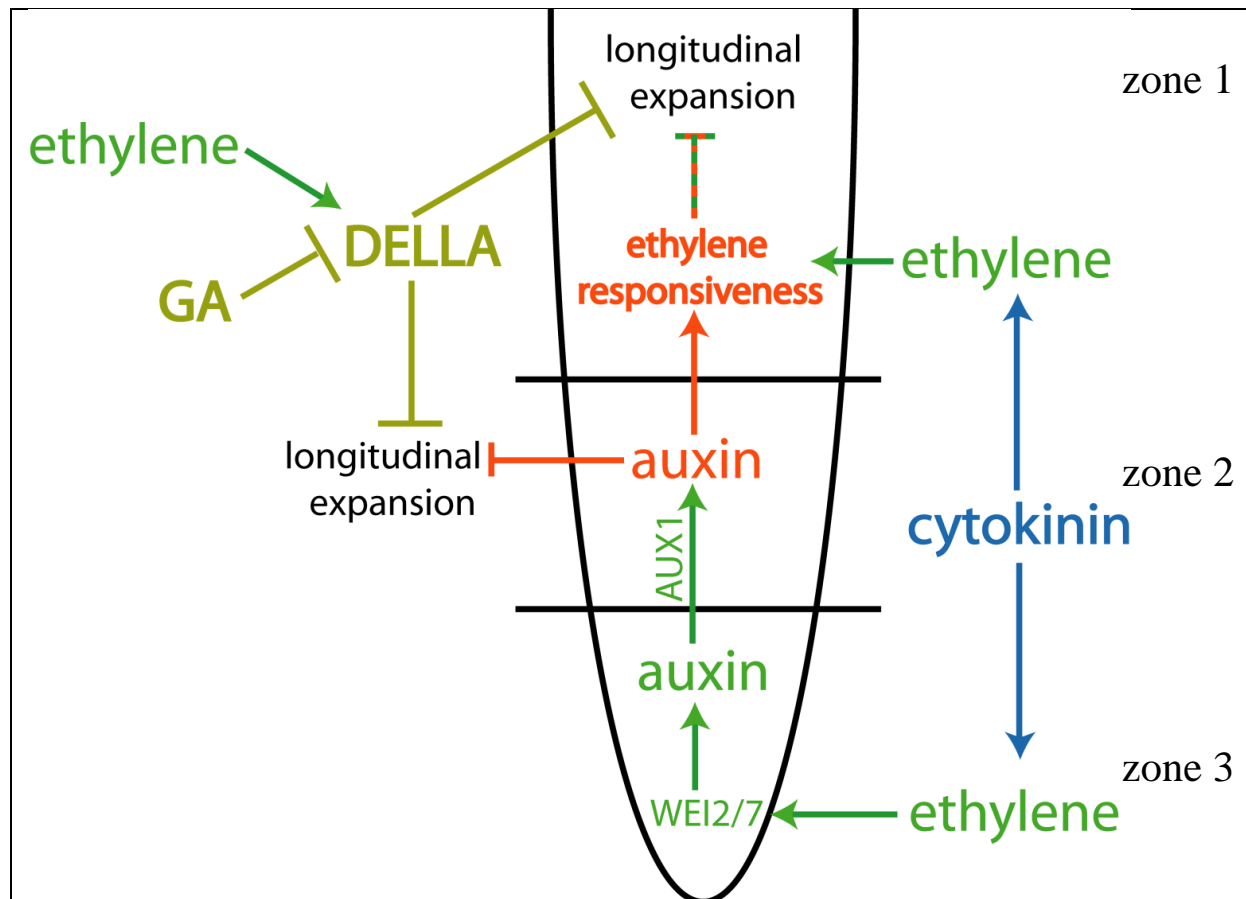 longitudinal
expansion
zone 1
ethylene
DELLA
GA
ethylene
responsiveness
ethylene
longitudinal
expansion
auxin
zone 2
cytokinin
AUX1
auxin
zone 3
WEI2/7
ethylene